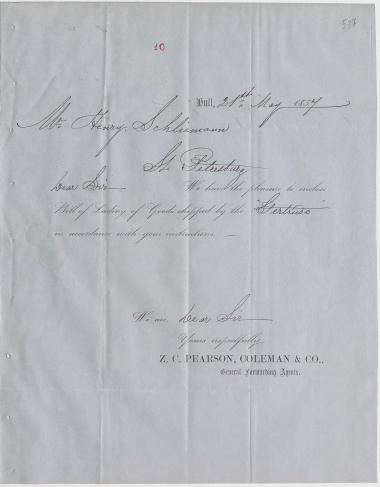 537
10
Hull, 21st May 1857
Mr. Henry Schliemann
St. Petersburg
Dear Sir We have the pleasure to enclose
Bill of Lading of Goods shipped by the "Gertrude"
in accordance with your instructions.
We are, Dear Sir
Yours respectfully,
Z. C. PEARSON, COLEMAN & CO.,
General Forwarding Agents.